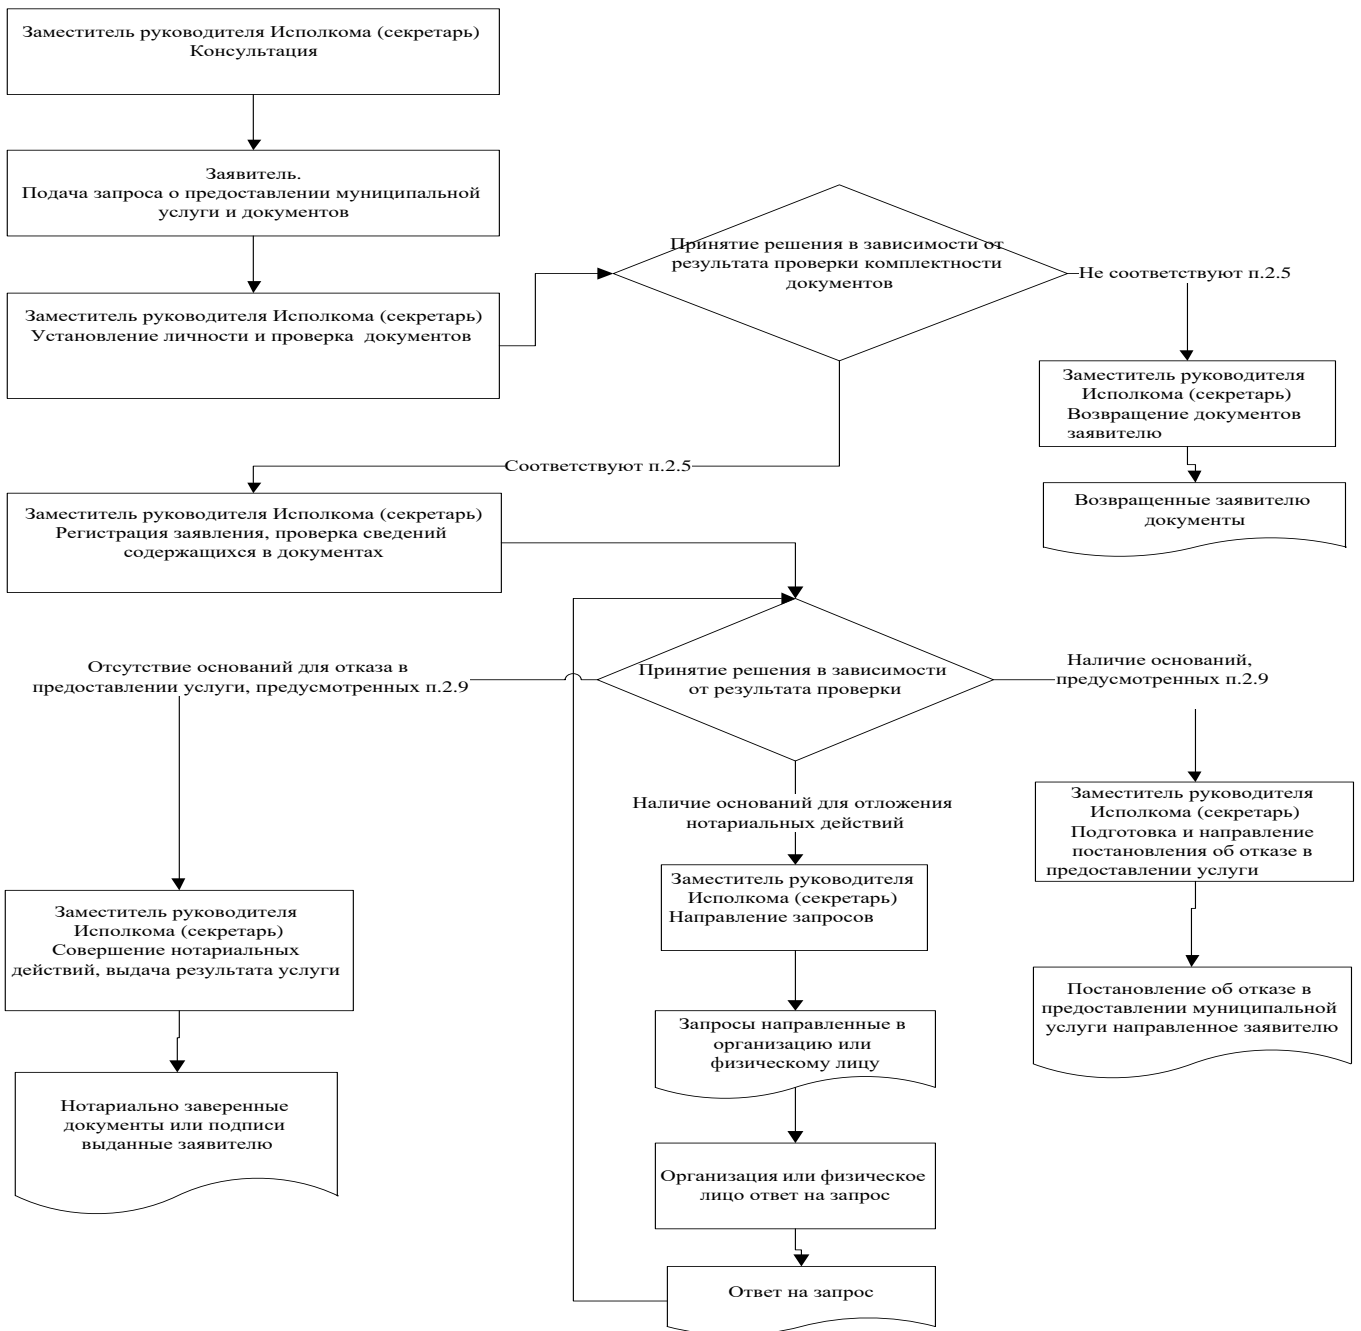 Заместитель руководителя Исполкома (секретарь)
Консультация
Заявитель.
Подача запроса о предоставлении муниципальной
услуги и документов
Заместитель руководителя Исполкома (секретарь)
Установление личности и проверка документов
Принятие решения в зависимости от
результата проверки комплектности
документов
Не соответствуют п.2.5
Заместитель руководителя
Исполкома (секретарь)
Возвращение документов
заявителю
Возвращенные заявителю
документы
Соответствуют п.2.5
Заместитель руководителя Исполкома (секретарь)
Регистрация заявления, проверка сведений
содержащихся в документах
Принятие решения в зависимости
от результата проверки
Отсутствие оснований для отказа в
предоставлении услуги, предусмотренных п.2.9
Наличие оснований,
предусмотренных п.2.9
Наличие оснований для отложения
нотариальных действий
Заместитель руководителя
Исполкома (секретарь)
Совершение нотариальных
действий, выдача результата услуги
Нотариально заверенные
документы или подписи
выданные заявителю
Заместитель руководителя
Исполкома (секретарь)
Направление запросов
Запросы направленные в
организацию или
физическому лицу
Организация или физическое
лицо ответ на запрос
Ответ на запрос
Заместитель руководителя
Исполкома (секретарь)
Подготовка и направление
постановления об отказе в
предоставлении услуги
Постановление об отказе в
предоставлении муниципальной
услуги направленное заявителю